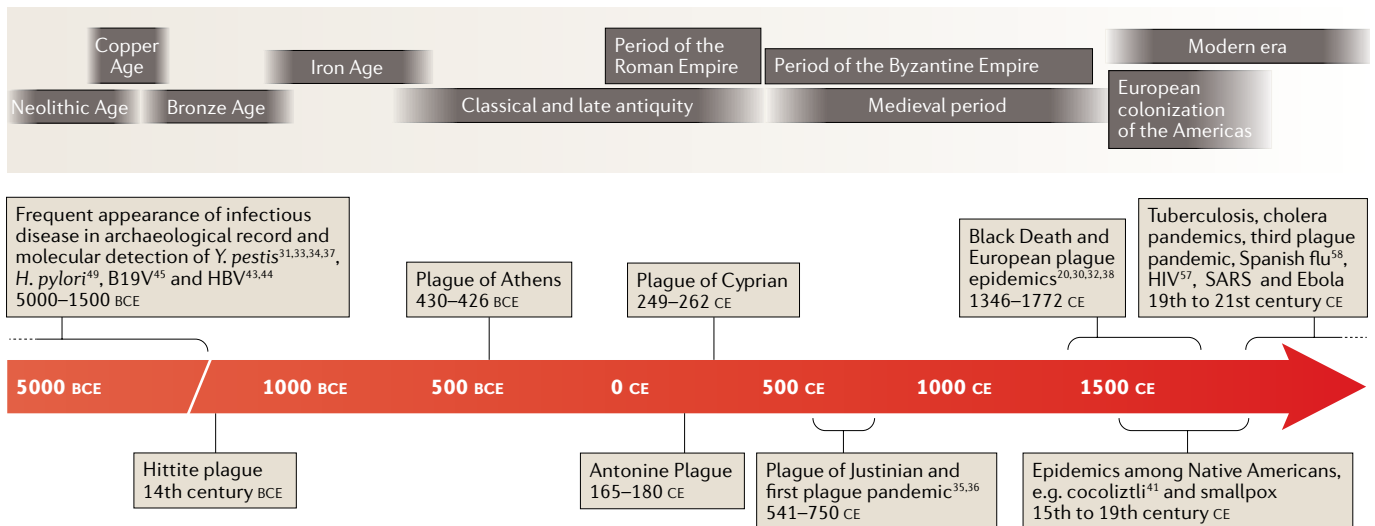 Copper
Age
Period of the
Roman Empire
Modern era
Iron Age
Period of the Byzantine Empire
European
colonization
of the Americas
Neolithic Age
Bronze Age
Classical and late antiquity
Medieval period
Frequent appearance of infectious
disease in archaeological record and
molecular detection of Y. pestis31,33,34,37,
H. pylori49, B19V45 and HBV43,44
5000–1500 BCE
Plague of Athens
430–426 BCE
Plague of Cyprian
249–262 CE
Black Death and
European plague
epidemics20,30,32,38
1346–1772 CE
Tuberculosis, cholera
pandemics, third plague
pandemic, Spanish flu58,
HIV57, SARS and Ebola
19th to 21st century CE
5000 BCE
1000 BCE
500 BCE
0 CE
500 CE
1000 CE
1500 CE
Hittite plague
14th century BCE
Antonine Plague
165–180 CE
Plague of Justinian and
first plague pandemic35,36
541–750 CE
Epidemics among Native Americans,
e.g. cocoliztli41 and smallpox
15th to 19th century CE